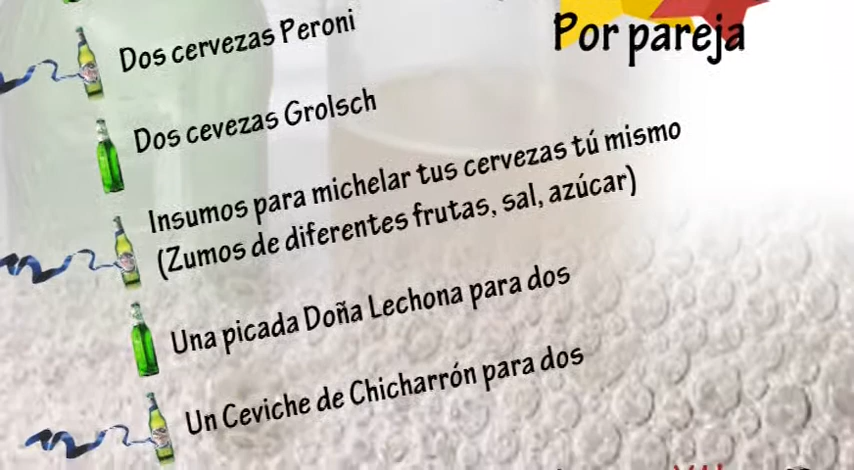 Por pareja
Dos cervezas Peroni
Dos cevezas Grolsch
Insumos para michelar tus cervezas tú mismo
(Zumos de diferentes frutas, sal, azúcar)
Una picada Doña Lechona para dos
Un Ceviche de Chicharrón para dos